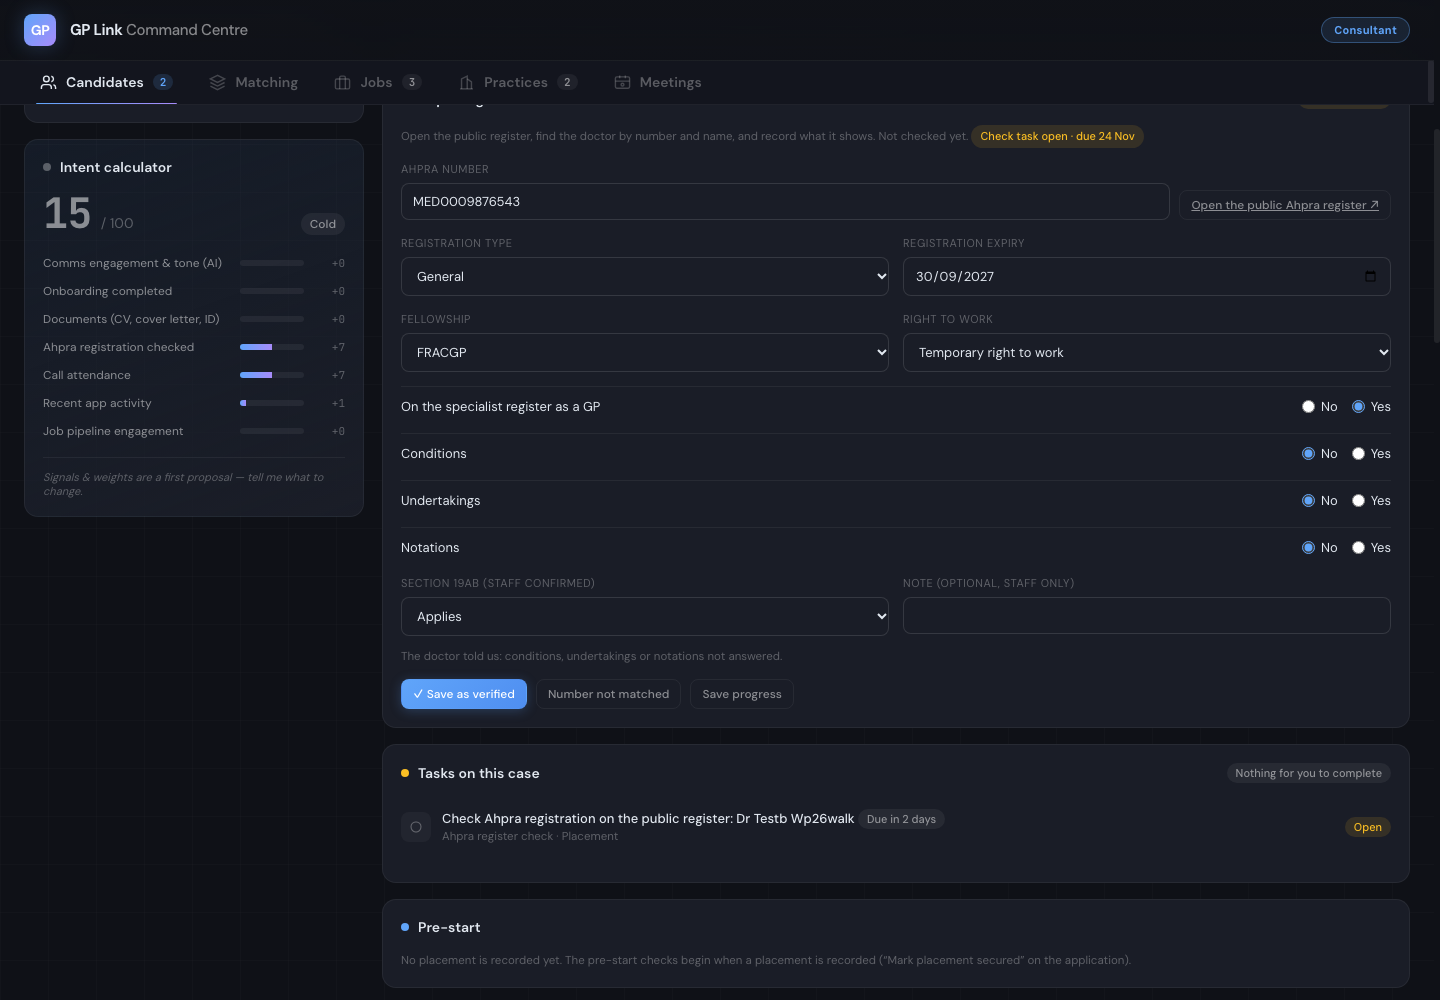 GP
GP Link Command Centre
Consultant
Candidates 2
Matching
Jobs 3
Practices 2
Meetings
Intent calculator
15 / 100
Cold
Comms engagement & tone (AI) +0
Onboarding completed +0
Documents (CV, cover letter, ID) +0
Ahpra registration checked +7
Call attendance +7
Recent app activity +1
Job pipeline engagement +0
Signals & weights are a first proposal — tell me what to
change.
Open the public register, find the doctor by number and name, and record what it shows. Not checked yet. Check task open · due 24 Nov
AHPRA NUMBER
MED0009876543
Open the public Ahpra register ↗
REGISTRATION TYPE
REGISTRATION EXPIRY
General
30/09/2027
FELLOWSHIP
RIGHT TO WORK
FRACGP
Temporary right to work
On the specialist register as a GP No Yes
Conditions No Yes
Undertakings No Yes
Notations No Yes
SECTION 19AB (STAFF CONFIRMED)
NOTE (OPTIONAL, STAFF ONLY)
Applies
The doctor told us: conditions, undertakings or notations not answered.
✓ Save as verified
Number not matched
Save progress
Tasks on this case
Nothing for you to complete
Check Ahpra registration on the public register: Dr Testb Wp26walk Due in 2 days
Ahpra register check · Placement
Open
Pre-start
No placement is recorded yet. The pre-start checks begin when a placement is recorded (“Mark placement secured” on the application).